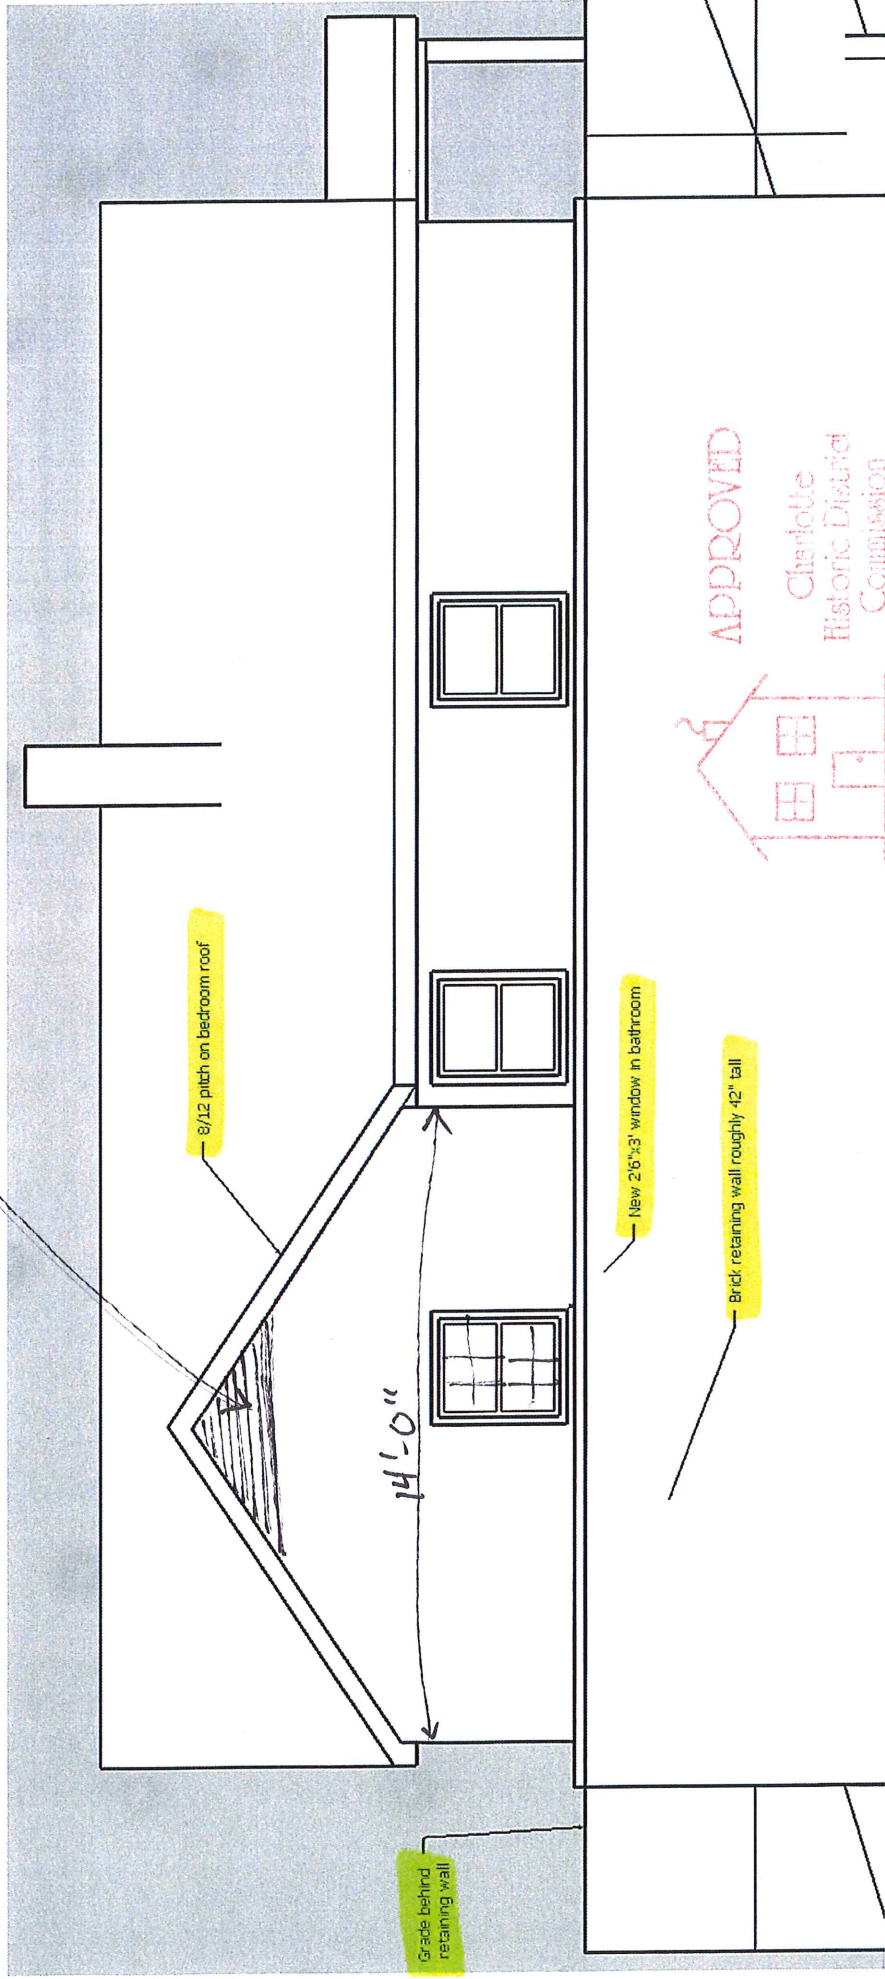 8/12 pitch on bedroom roof
14'-0"
Grade behind
retaining wall
New 2'6"x3' window in bathroom
Brick retaining wall roughly 42" tall
APPROVED
Charlotte
Historic District
Commission